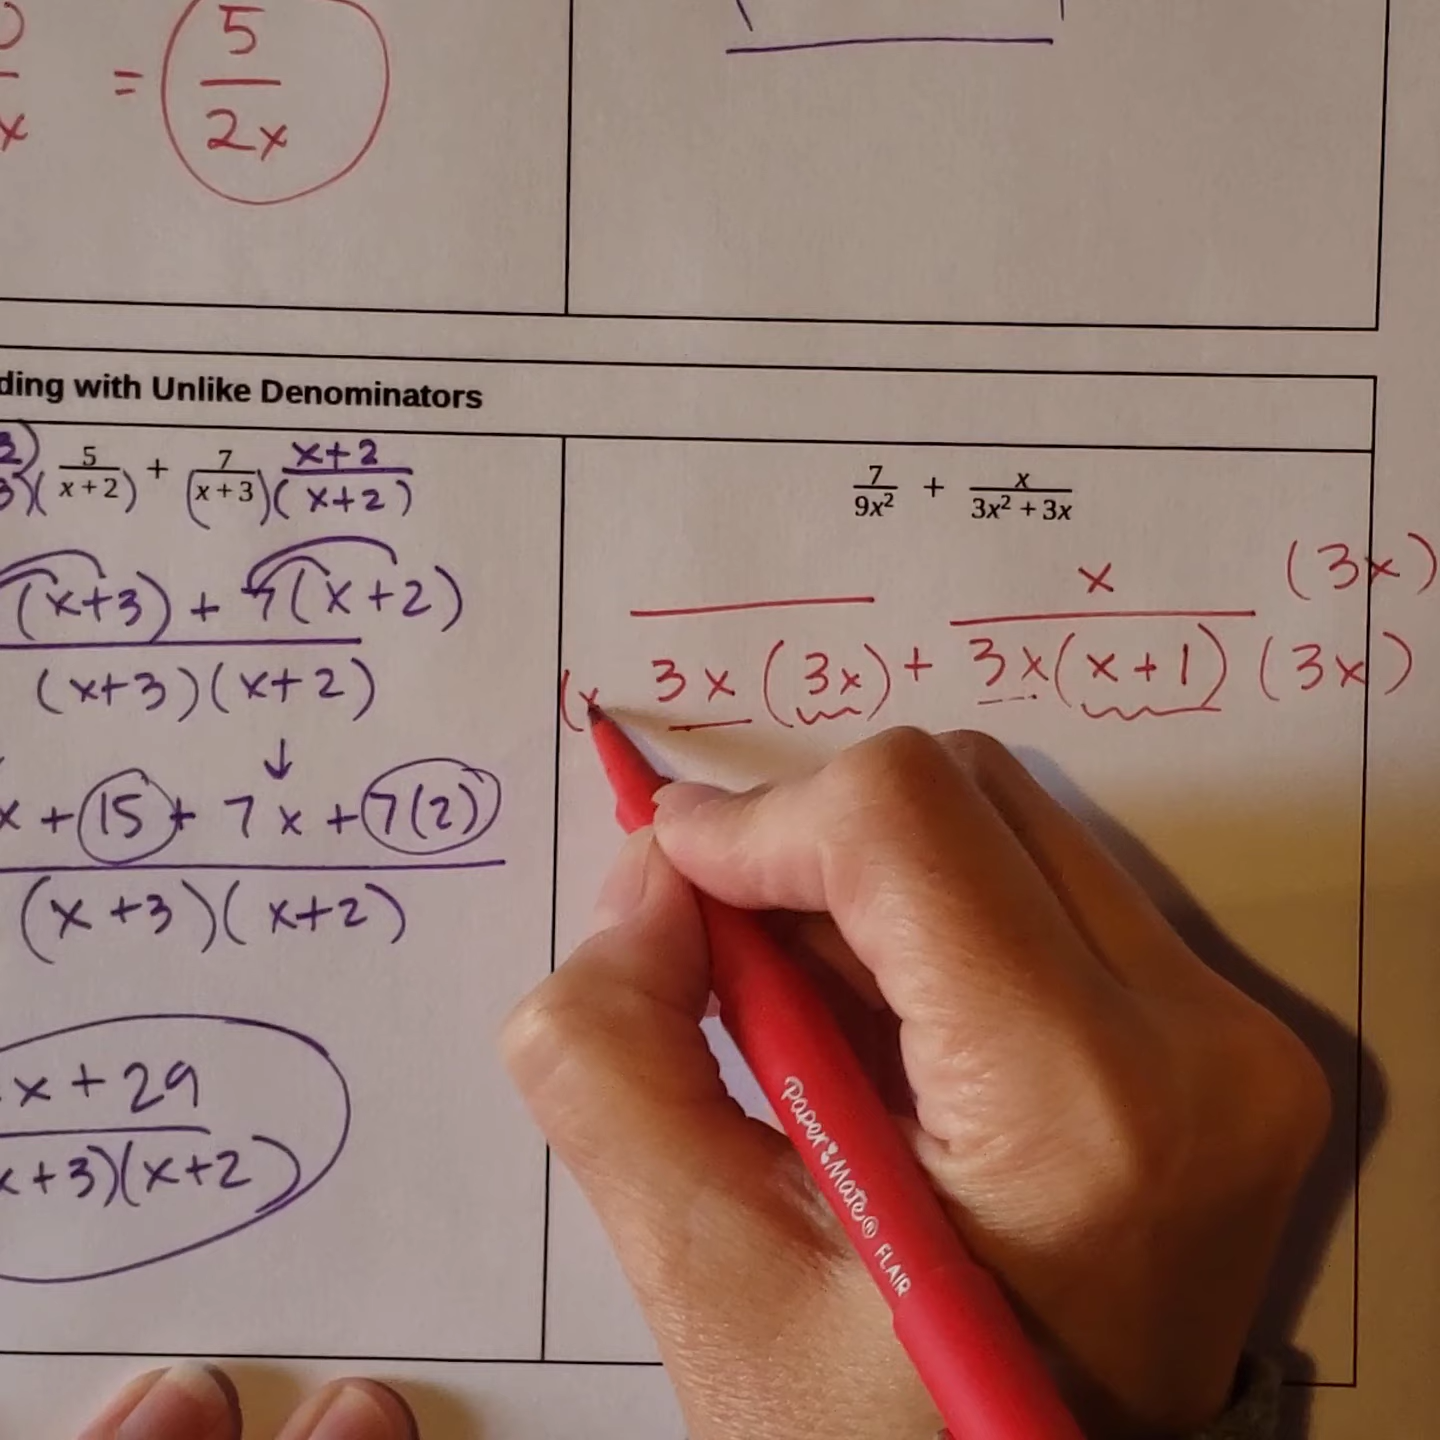 5
= ―
x 2x
ding with Unlike Denominators
2) 5/(x + 2) + 7/(x + 3) (x+2)/(x+2)
3)
(x+3) + 7(x+2)
(x+3)(x+2)
↓
x + 15 + 7x + 7(2)
(x+3)(x+2)
x + 29
x+3)(x+2)
7/9x² + x/(3x² + 3x)
x (3x)
(x 3x (3x) + 3x(x+1) (3x)
Paper Mate® FLAIR